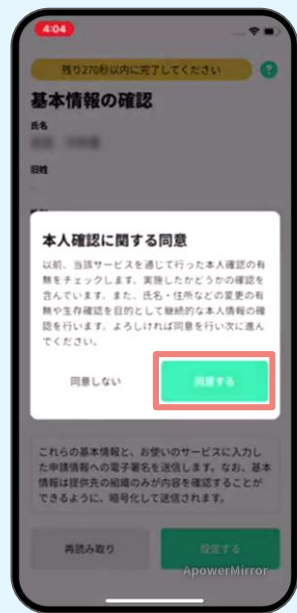 4:04
残り270秒以内に完了してください
?
基本情報の確認
氏名
旧姓
本人確認に関する同意
以前、当該サービスを通じて行った本人確認の有
無をチェックします。実施したかどうかの確認を
含んでいます。また、氏名・住所などの変更の有
無や生存確認を目的として継続的な本人情報の確
認を行います。よろしければ同意を行い次に進ん
でください。
同意しない
同意する
これらの基本情報と、お使いのサービスに入力し
た申請情報への電子署名を送信します。なお、基本
情報は提供先の組織のみが内容を確認することが
できるように、暗号化して送信されます。
再読み取り
設定する
ApowerMirror